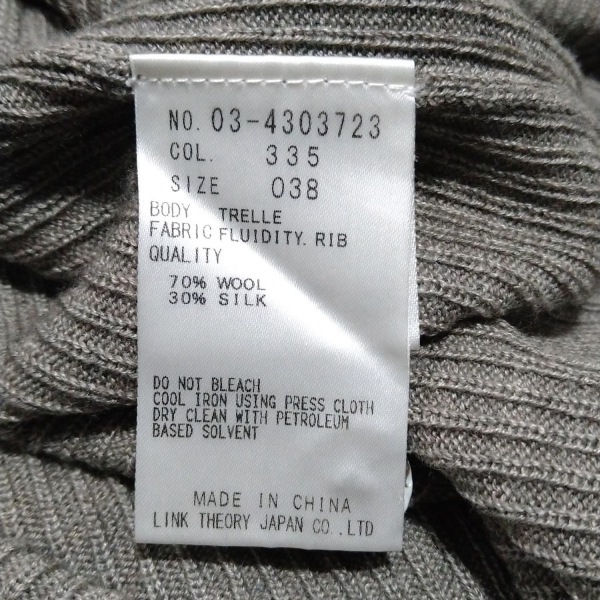 NO. 03-4303723
COL. 335
SIZE 038
BODY TRELLE
FABRIC FLUIDITY. RIB
QUALITY
70% WOOL
30% SILK
DO NOT BLEACH
COOL IRON USING PRESS CLOTH
DRY CLEAN WITH PETROLEUM
BASED SOLVENT
MADE IN CHINA
LINK THEORY JAPAN CO.,LTD